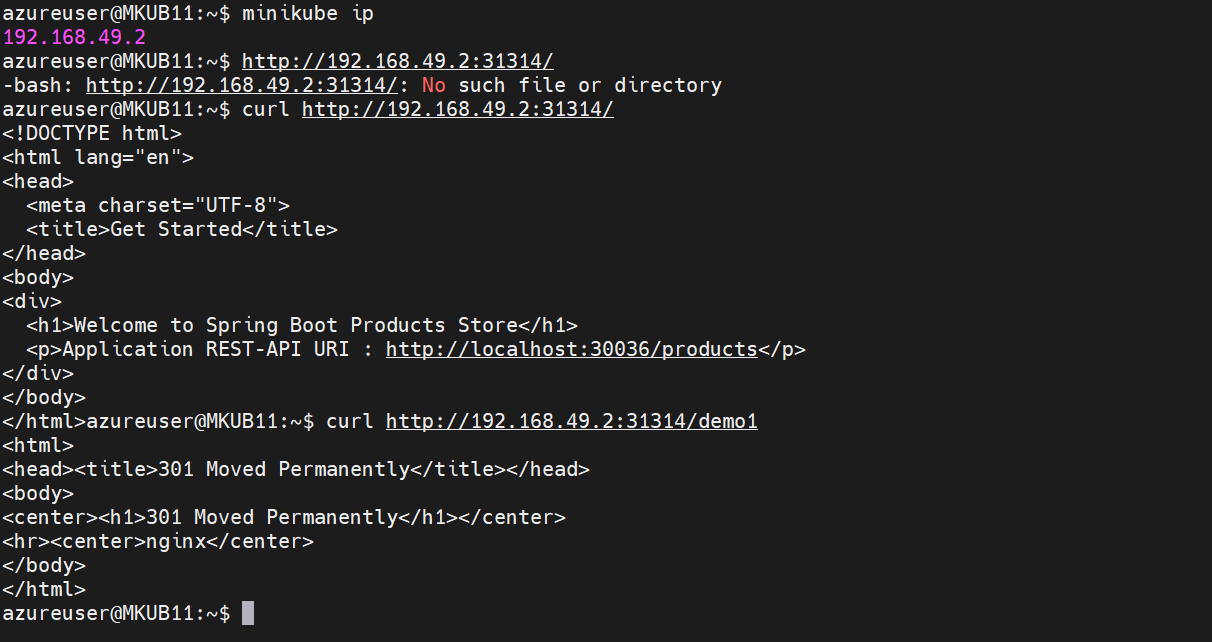 azureuser@MKUB11:~$ minikube ip
192.168.49.2
azureuser@MKUB11:~$ http://192.168.49.2:31314/
-bash: http://192.168.49.2:31314/: No such file or directory
azureuser@MKUB11:~$ curl http://192.168.49.2:31314/
<!DOCTYPE html>
<html lang="en">
<head>
  <meta charset="UTF-8">
  <title>Get Started</title>
</head>
<body>
<div>
  <h1>Welcome to Spring Boot Products Store</h1>
  <p>Application REST-API URI : http://localhost:30036/products</p>
</div>
</body>
</html>azureuser@MKUB11:~$ curl http://192.168.49.2:31314/demo1
<html>
<head><title>301 Moved Permanently</title></head>
<body>
<center><h1>301 Moved Permanently</h1></center>
<hr><center>nginx</center>
</body>
</html>
azureuser@MKUB11:~$